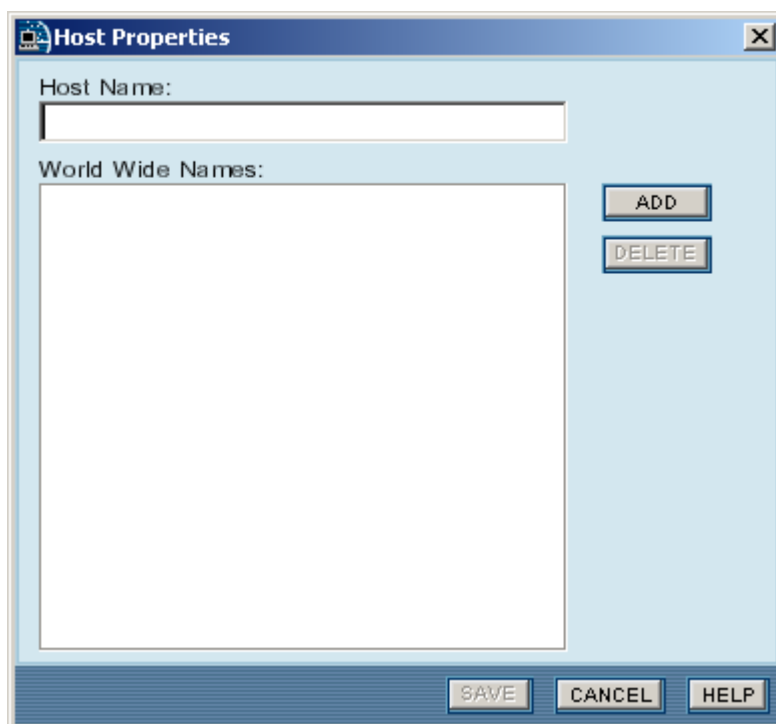 Host Properties
Host Name:
World Wide Names:
ADD
DELETE
SAVE CANCEL HELP